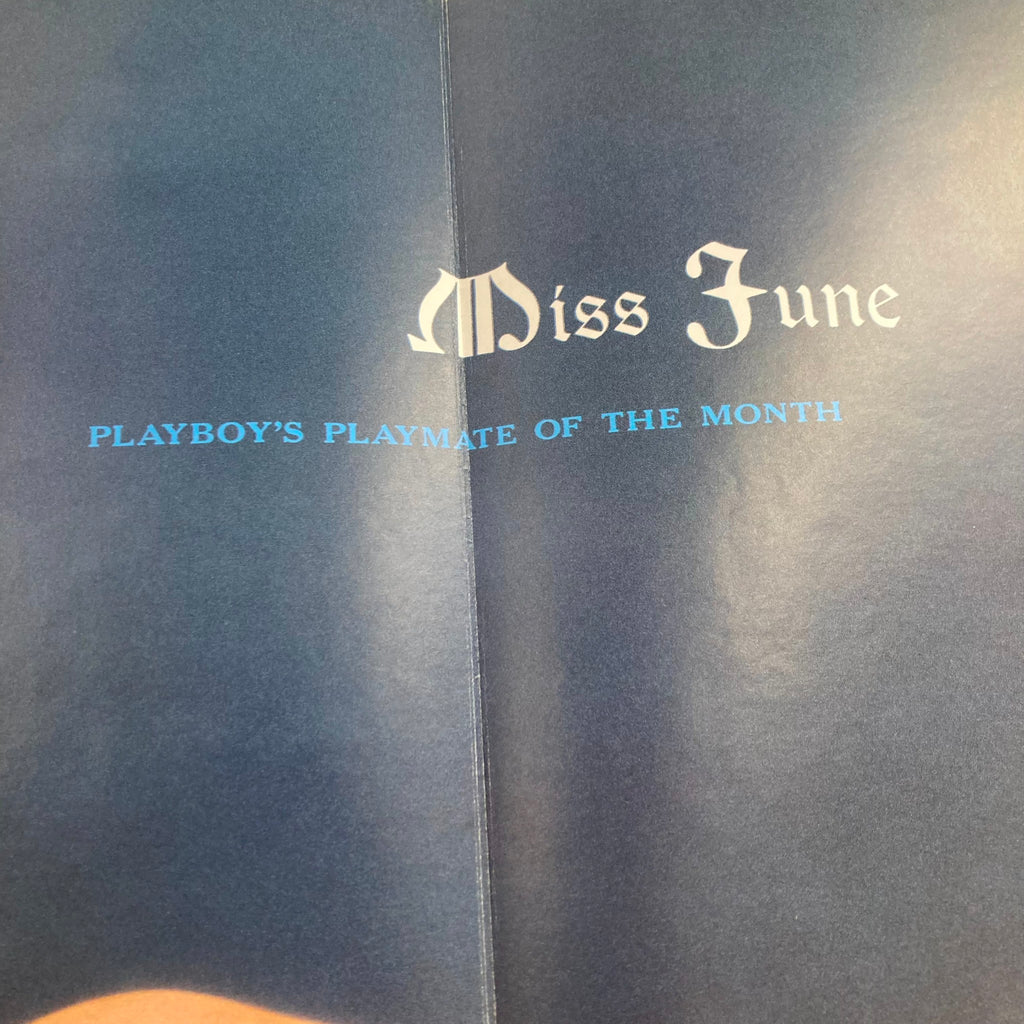 Miss June
PLAYBOY'S PLAYMATE OF THE MONTH